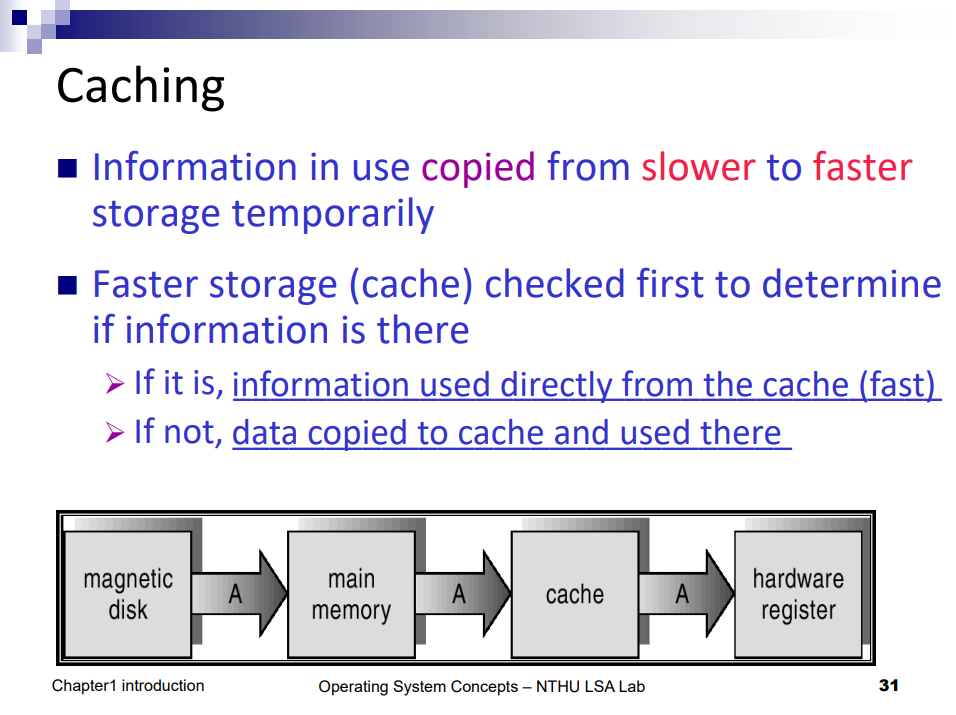 Caching
Information in use copied from slower to faster
storage temporarily
Faster storage (cache) checked first to determine
if information is there
If it is, information used directly from the cache (fast)
If not, data copied to cache and used there
magnetic
disk
A
main
memory
A
cache
A
hardware
register
Chapter1 introduction
Operating System Concepts – NTHU LSA Lab
31